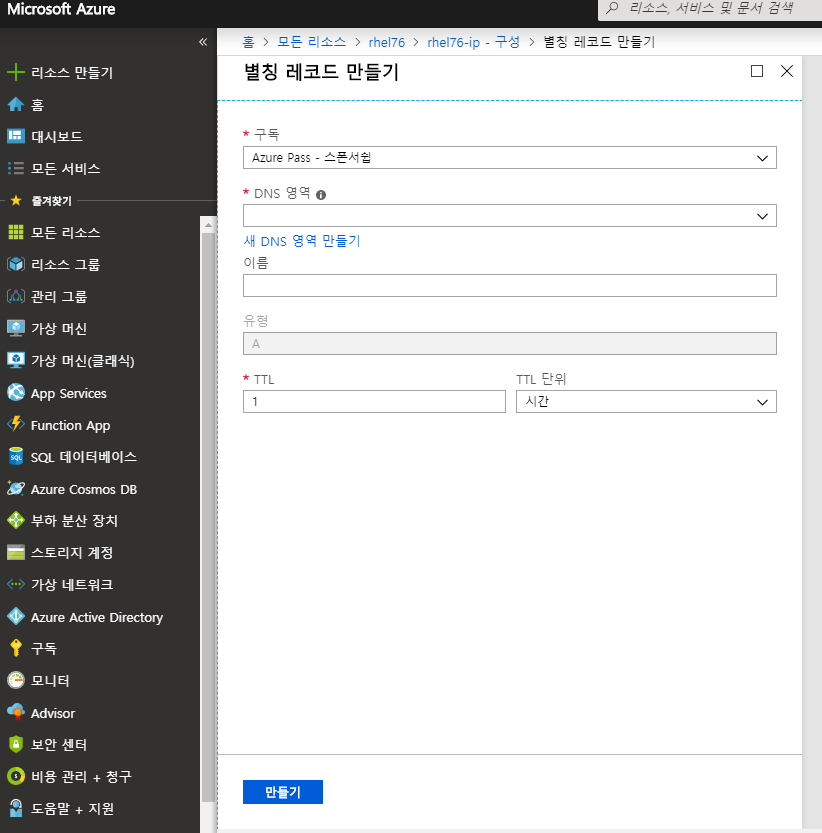 Microsoft Azure
리소스, 서비스 및 문서 검색
«
홈 > 모든 리소스 > rhel76 > rhel76-ip - 구성 > 별칭 레코드 만들기
별칭 레코드 만들기
리소스 만들기
홈
대시보드
모든 서비스
즐겨찾기
모든 리소스
리소스 그룹
관리 그룹
가상 머신
가상 머신(클래식)
App Services
Function App
SQL 데이터베이스
Azure Cosmos DB
부하 분산 장치
스토리지 계정
가상 네트워크
Azure Active Directory
구독
모니터
Advisor
보안 센터
비용 관리 + 청구
도움말 + 지원
* 구독
Azure Pass - 스폰서쉽
* DNS 영역
새 DNS 영역 만들기
이름
유형
A
* TTL
1
TTL 단위
시간
만들기